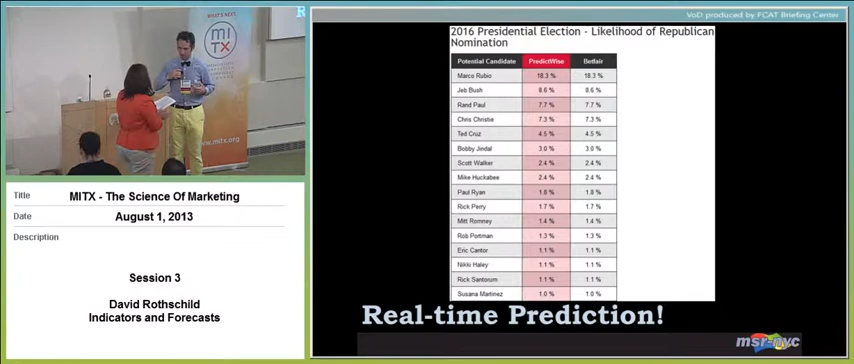 VoD produced by FCAT Briefing Center
WHAT'S NEXT.
MITX
www.mitx.org
Title MITX - The Science Of Marketing
Date August 1, 2013
Description
Session 3
David Rothschild
Indicators and Forecasts
2016 Presidential Election - Likelihood of Republican
Nomination
Potential Candidate PredictWise Betfair
Marco Rubio 18.3 % 18.3 %
Jeb Bush 8.6 % 8.6 %
Rand Paul 7.7 % 7.7 %
Chris Christie 7.3 % 7.3 %
Ted Cruz 4.5 % 4.5 %
Bobby Jindal 3.0 % 3.0 %
Scott Walker 2.4 % 2.4 %
Mike Huckabee 2.4 % 2.4 %
Paul Ryan 1.8 % 1.8 %
Rick Perry 1.7 % 1.7 %
Mitt Romney 1.4 % 1.4 %
Rob Portman 1.3 % 1.3 %
Eric Cantor 1.1 % 1.1 %
Nikki Haley 1.1 % 1.1 %
Rick Santorum 1.1 % 1.1 %
Susana Martinez 1.0 % 1.0 %
Real-time Prediction!
msr-nyc